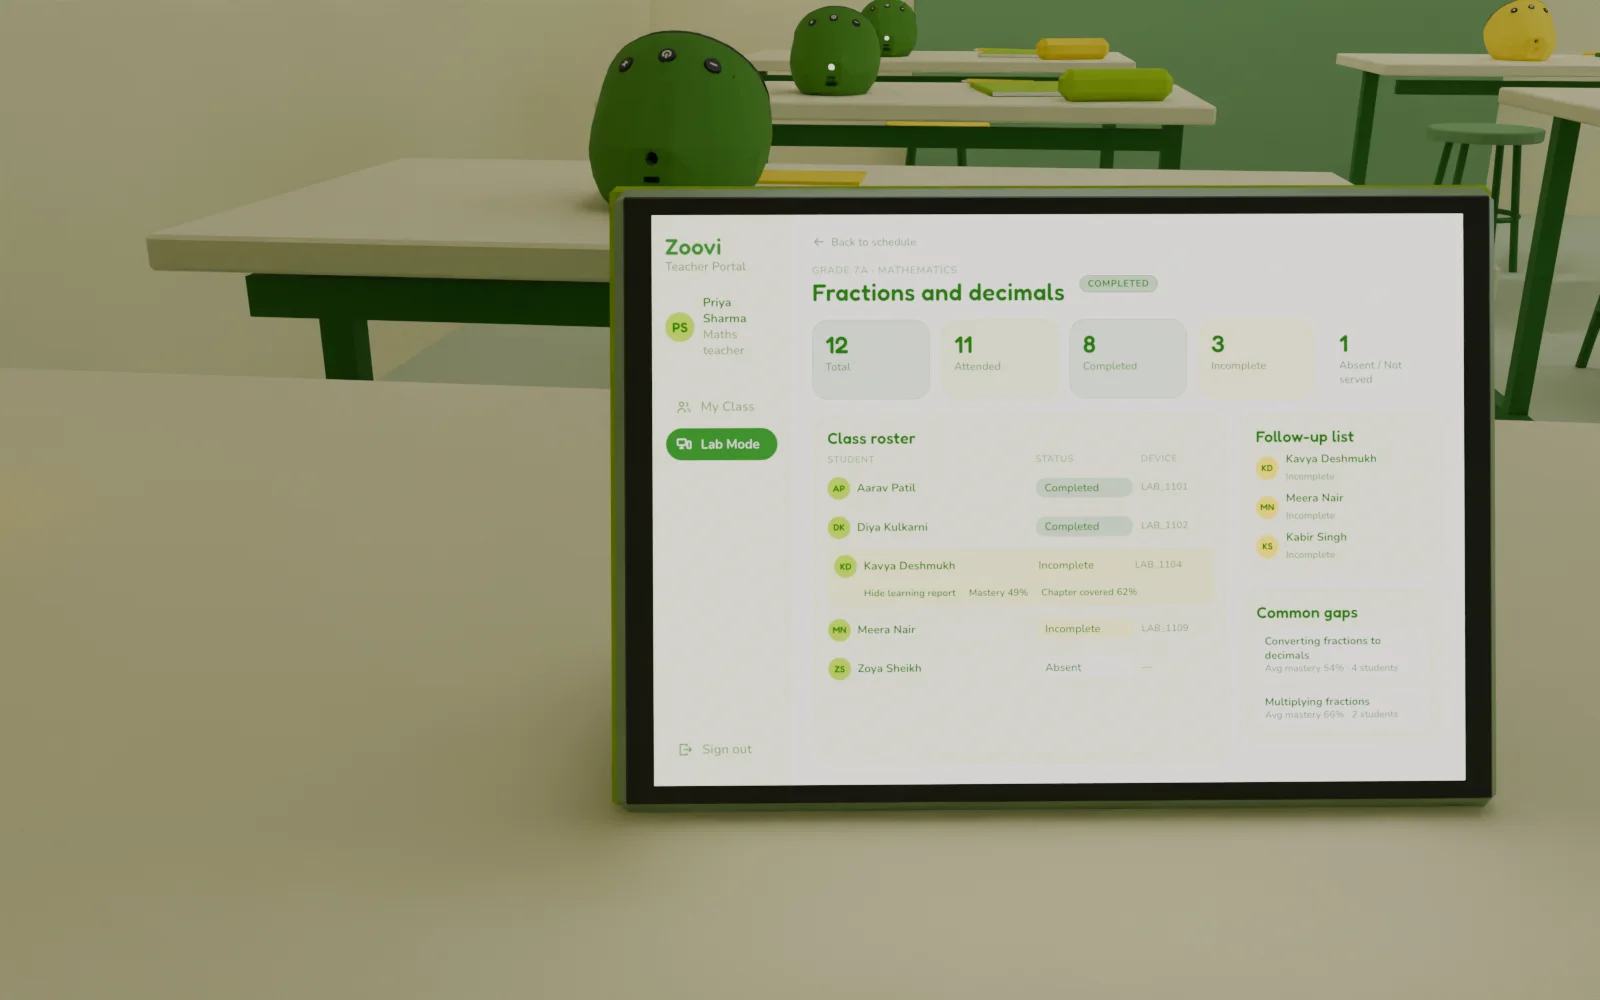 Zoovi
Teacher Portal
PS
Priya
Sharma
Maths
teacher
My Class
Lab Mode
Sign out
Back to schedule
GRADE 7A · MATHEMATICS
Fractions and decimals
COMPLETED
12
Total
11
Attended
8
Completed
3
Incomplete
1
Absent / Not
served
Class roster
STUDENT STATUS DEVICE
AP Aarav Patil Completed LAB_1101
DK Diya Kulkarni Completed LAB_1102
KD Kavya Deshmukh Incomplete LAB_1104
Hide learning report Mastery 49% Chapter covered 62%
MN Meera Nair Incomplete LAB_1109
ZS Zoya Sheikh Absent —
Follow-up list
KD Kavya Deshmukh
Incomplete
MN Meera Nair
Incomplete
KS Kabir Singh
Incomplete
Common gaps
Converting fractions to
decimals
Avg mastery 54% · 4 students
Multiplying fractions
Avg mastery 66% · 2 students